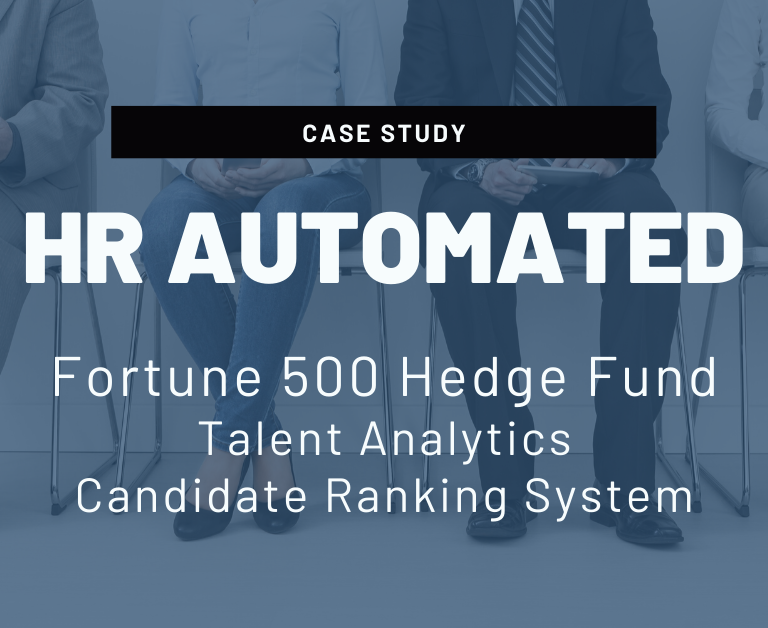 CASE STUDY
HR AUTOMATED
Fortune 500 Hedge Fund
Talent Analytics
Candidate Ranking System